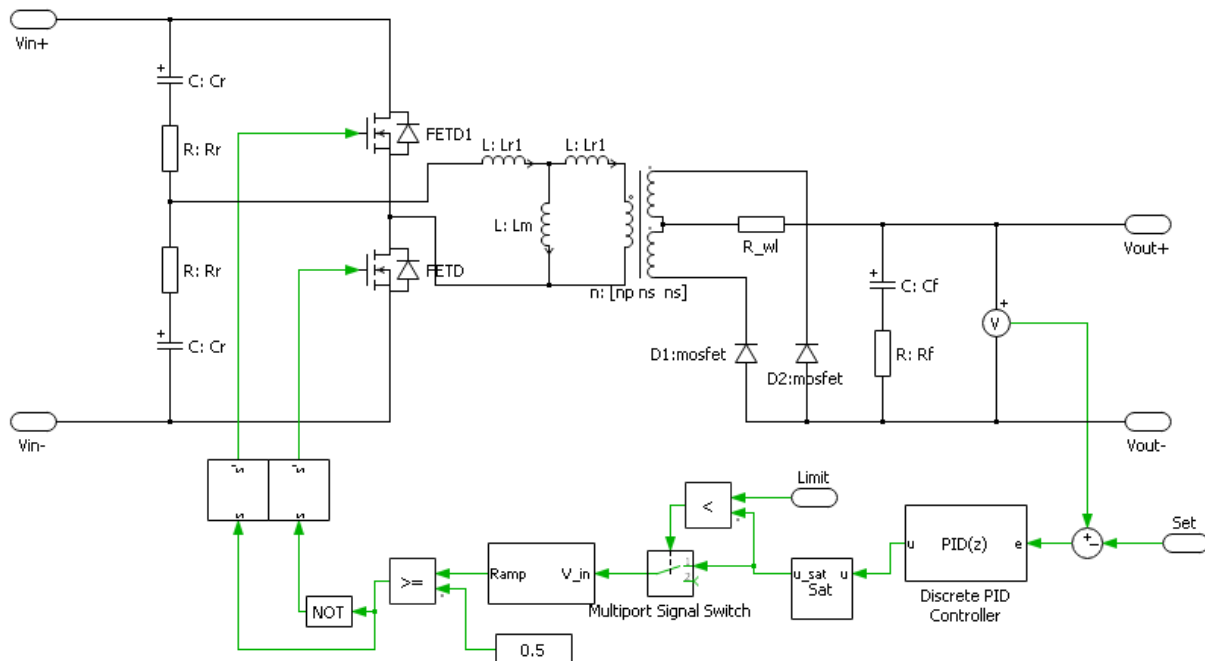 Vin+
C: Cr
R: Rr
FETD1
L: Lr1
L: Lr1
L: Lm
R: Rr
FETD
C: Cr
n: [np ns ns]
R_wl
Vout+
C: Cf
V
R: Rf
D1:mosfet
D2:mosfet
Vin-
Vout-
Limit
<
Set
s
s
s
s
>=
Ramp
V_in
1
2
u_sat
u
Sat
u
PID(z)
e
+
-
Multiport Signal Switch
Discrete PID
Controller
NOT
0.5